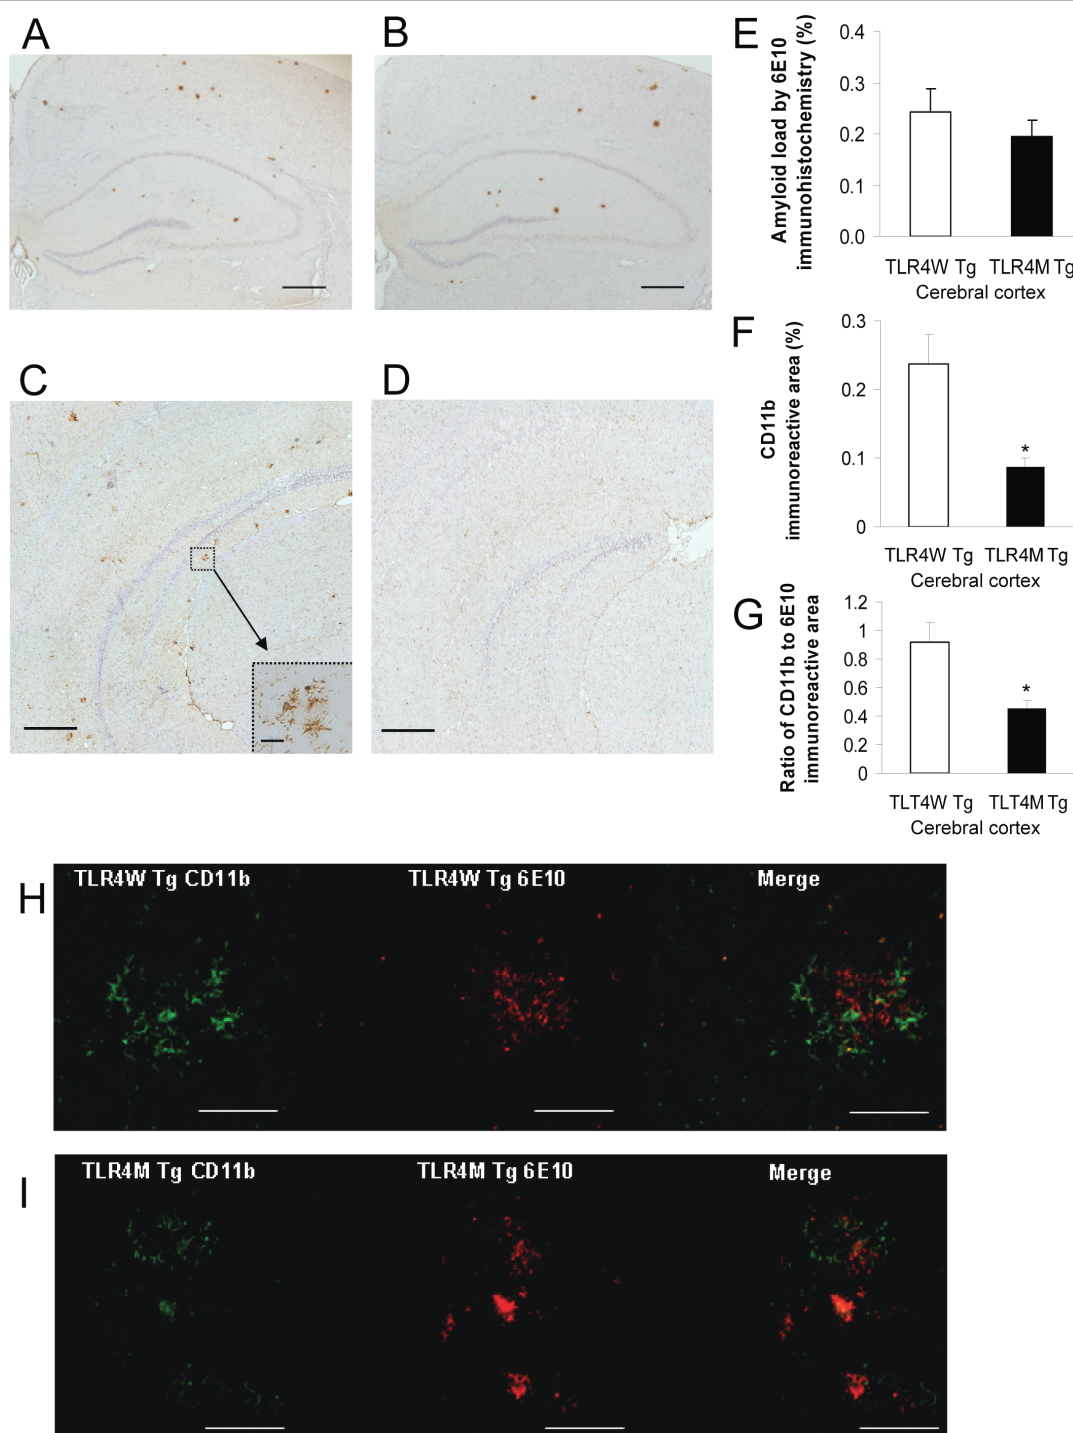 A
B
E
Amyloid load by 6E10
immunohistochemistry (%)
0.4
0.3
0.2
0.1
0.0
TLR4W Tg TLR4M Tg
Cerebral cortex
C
D
F
CD11b
immunoreactive area (%)
0.3
0.2
0.1
0
*
TLR4W Tg TLR4M Tg
Cerebral cortex
G
Ratio of CD11b to 6E10
immunoreactive area
1.2
1
0.8
0.6
0.4
0.2
0
*
TLT4W Tg TLT4M Tg
Cerebral cortex
H
TLR4W Tg CD11b
TLR4W Tg 6E10
Merge
I
TLR4M Tg CD11b
TLR4M Tg 6E10
Merge